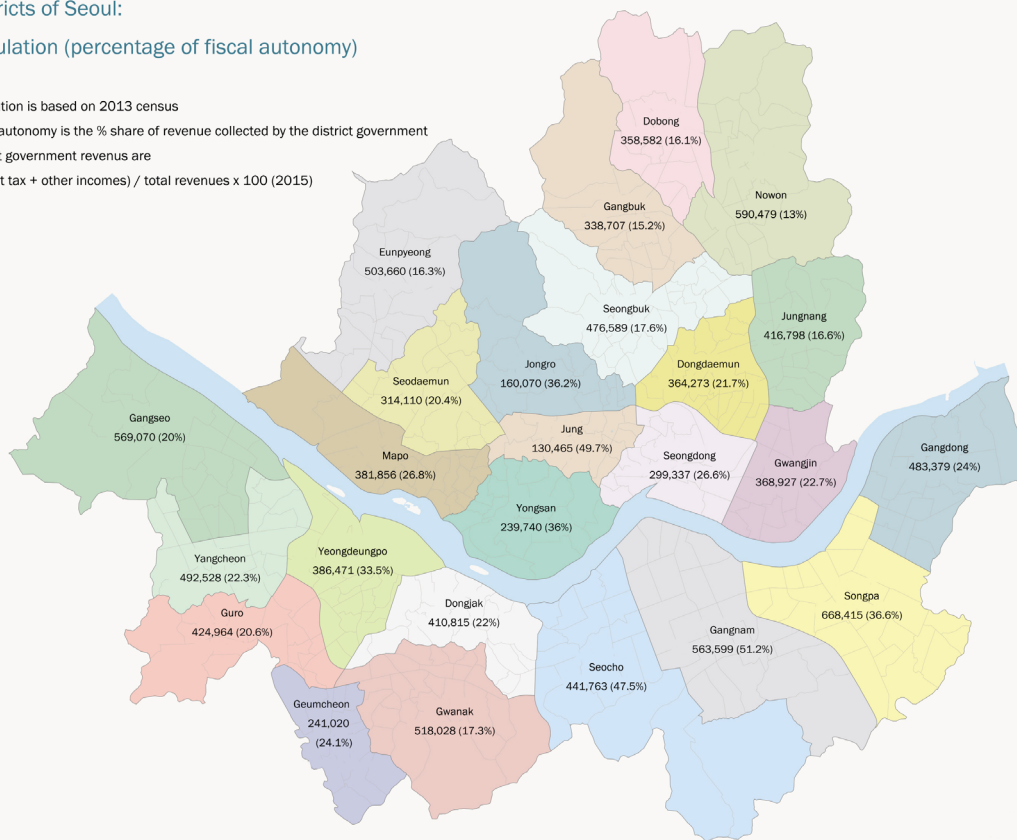 ricts of Seoul:
ulation (percentage of fiscal autonomy)
tion is based on 2013 census
autonomy is the % share of revenue collected by the district government
t government revenus are
t tax + other incomes) / total revenues x 100 (2015)
Dobong
358,582 (16.1%)
Nowon
590,479 (13%)
Gangbuk
338,707 (15.2%)
Eunpyeong
503,660 (16.3%)
Seongbuk
476,589 (17.6%)
Jungnang
416,798 (16.6%)
Jongro
160,070 (36.2%)
Dongdaemun
364,273 (21.7%)
Seodaemun
314,110 (20.4%)
Gangseo
569,070 (20%)
Jung
130,465 (49.7%)
Mapo
381,856 (26.8%)
Seongdong
299,337 (26.6%)
Gwangjin
368,927 (22.7%)
Gangdong
483,379 (24%)
Yongsan
239,740 (36%)
Yangcheon
492,528 (22.3%)
Yeongdeungpo
386,471 (33.5%)
Songpa
668,415 (36.6%)
Guro
424,964 (20.6%)
Dongjak
410,815 (22%)
Gangnam
563,599 (51.2%)
Seocho
441,763 (47.5%)
Geumcheon
241,020
(24.1%)
Gwanak
518,028 (17.3%)